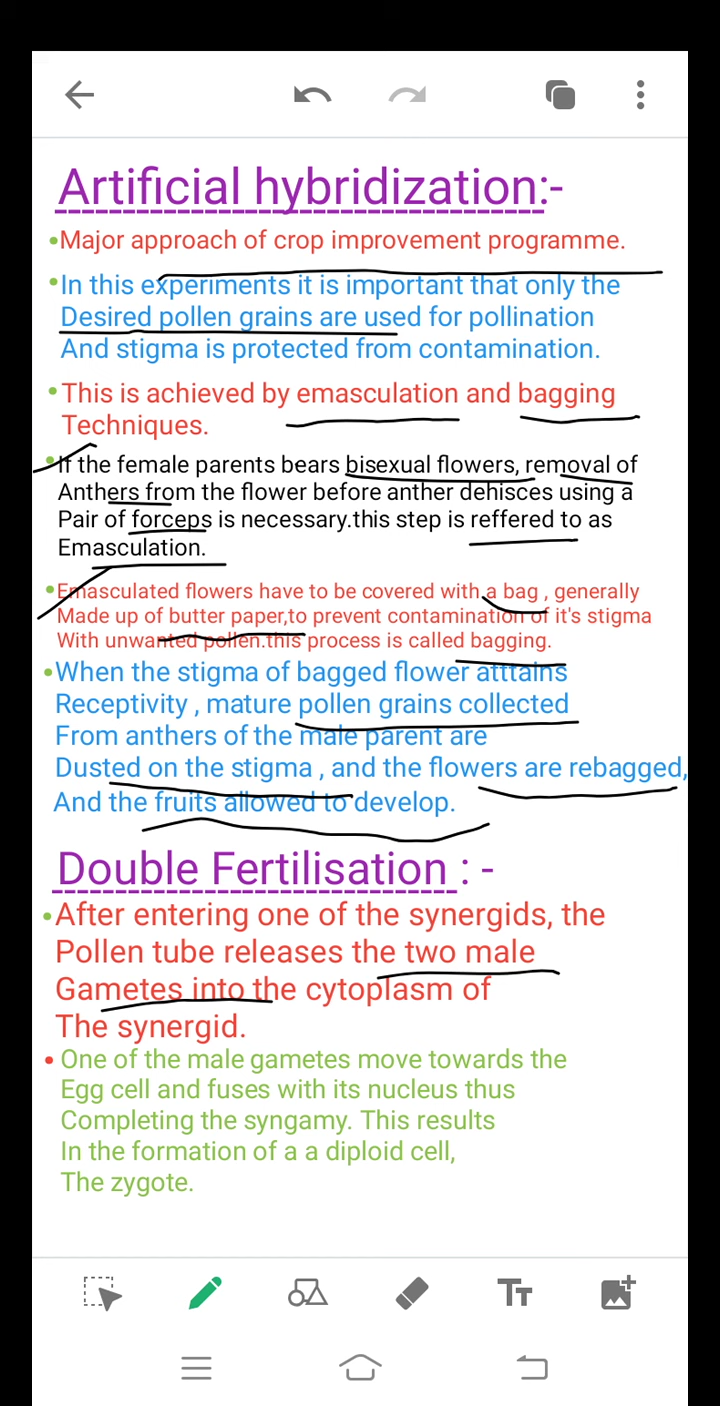 Artificial hybridization:-
•Major approach of crop improvement programme.
•In this experiments it is important that only the
Desired pollen grains are used for pollination
And stigma is protected from contamination.
•This is achieved by emasculation and bagging
Techniques.
•If the female parents bears bisexual flowers, removal of
Anthers from the flower before anther dehisces using a
Pair of forceps is necessary.this step is reffered to as
Emasculation.
•Emasculated flowers have to be covered with a bag , generally
Made up of butter paper,to prevent contamination of it's stigma
With unwanted pollen.this process is called bagging.
•When the stigma of bagged flower atttains
Receptivity , mature pollen grains collected
From anthers of the male parent are
Dusted on the stigma , and the flowers are rebagged,
And the fruits allowed to develop.
Double Fertilisation : -
•After entering one of the synergids, the
Pollen tube releases the two male
Gametes into the cytoplasm of
The synergid.
• One of the male gametes move towards the
Egg cell and fuses with its nucleus thus
Completing the syngamy. This results
In the formation of a a diploid cell,
The zygote.
TT